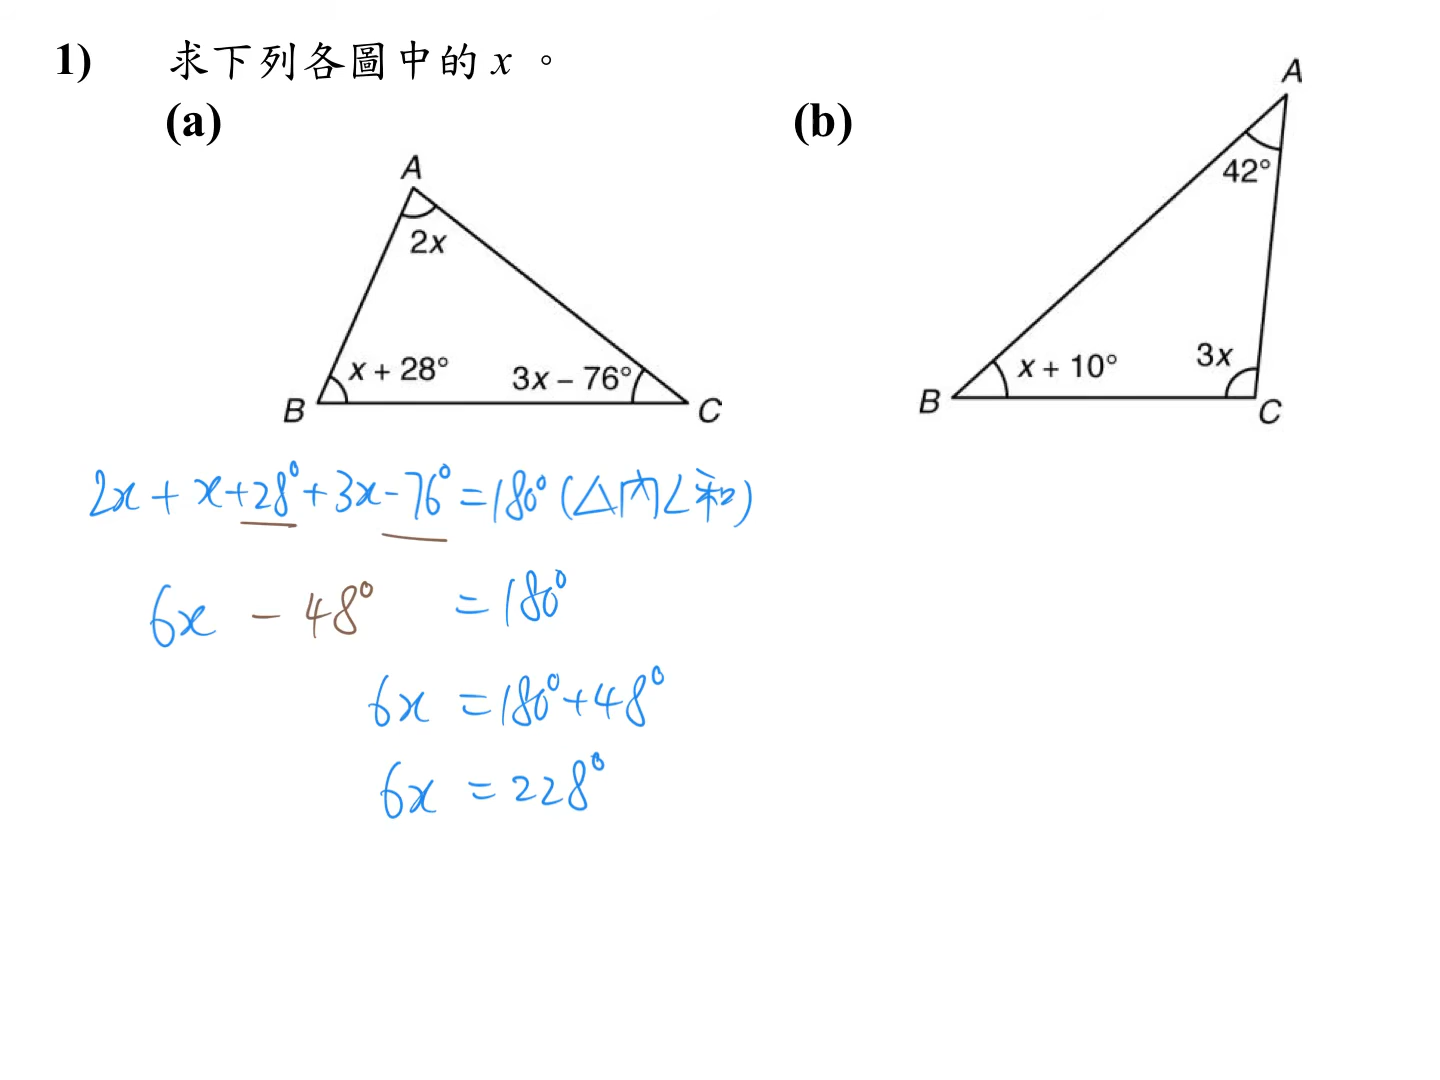 1) 求下列各圖中的 x 。
(a)
A
2x
x + 28°
3x – 76°
B
C
(b)
A
42°
x + 10°
3x
B
C
2x + x+28°+3x-76°=180° (△內∠和)
6x - 48° =180°
6x =180°+48°
6x =228°